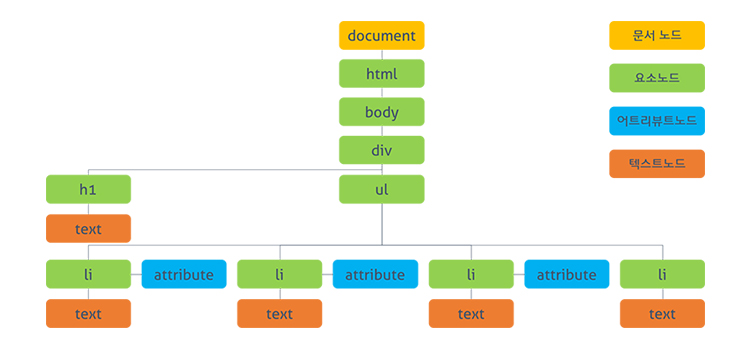 document
문서 노드
html
요소노드
body
어트리뷰트노드
div
텍스트노드
h1
ul
text
li
attribute
li
attribute
li
attribute
li
text
text
text
text